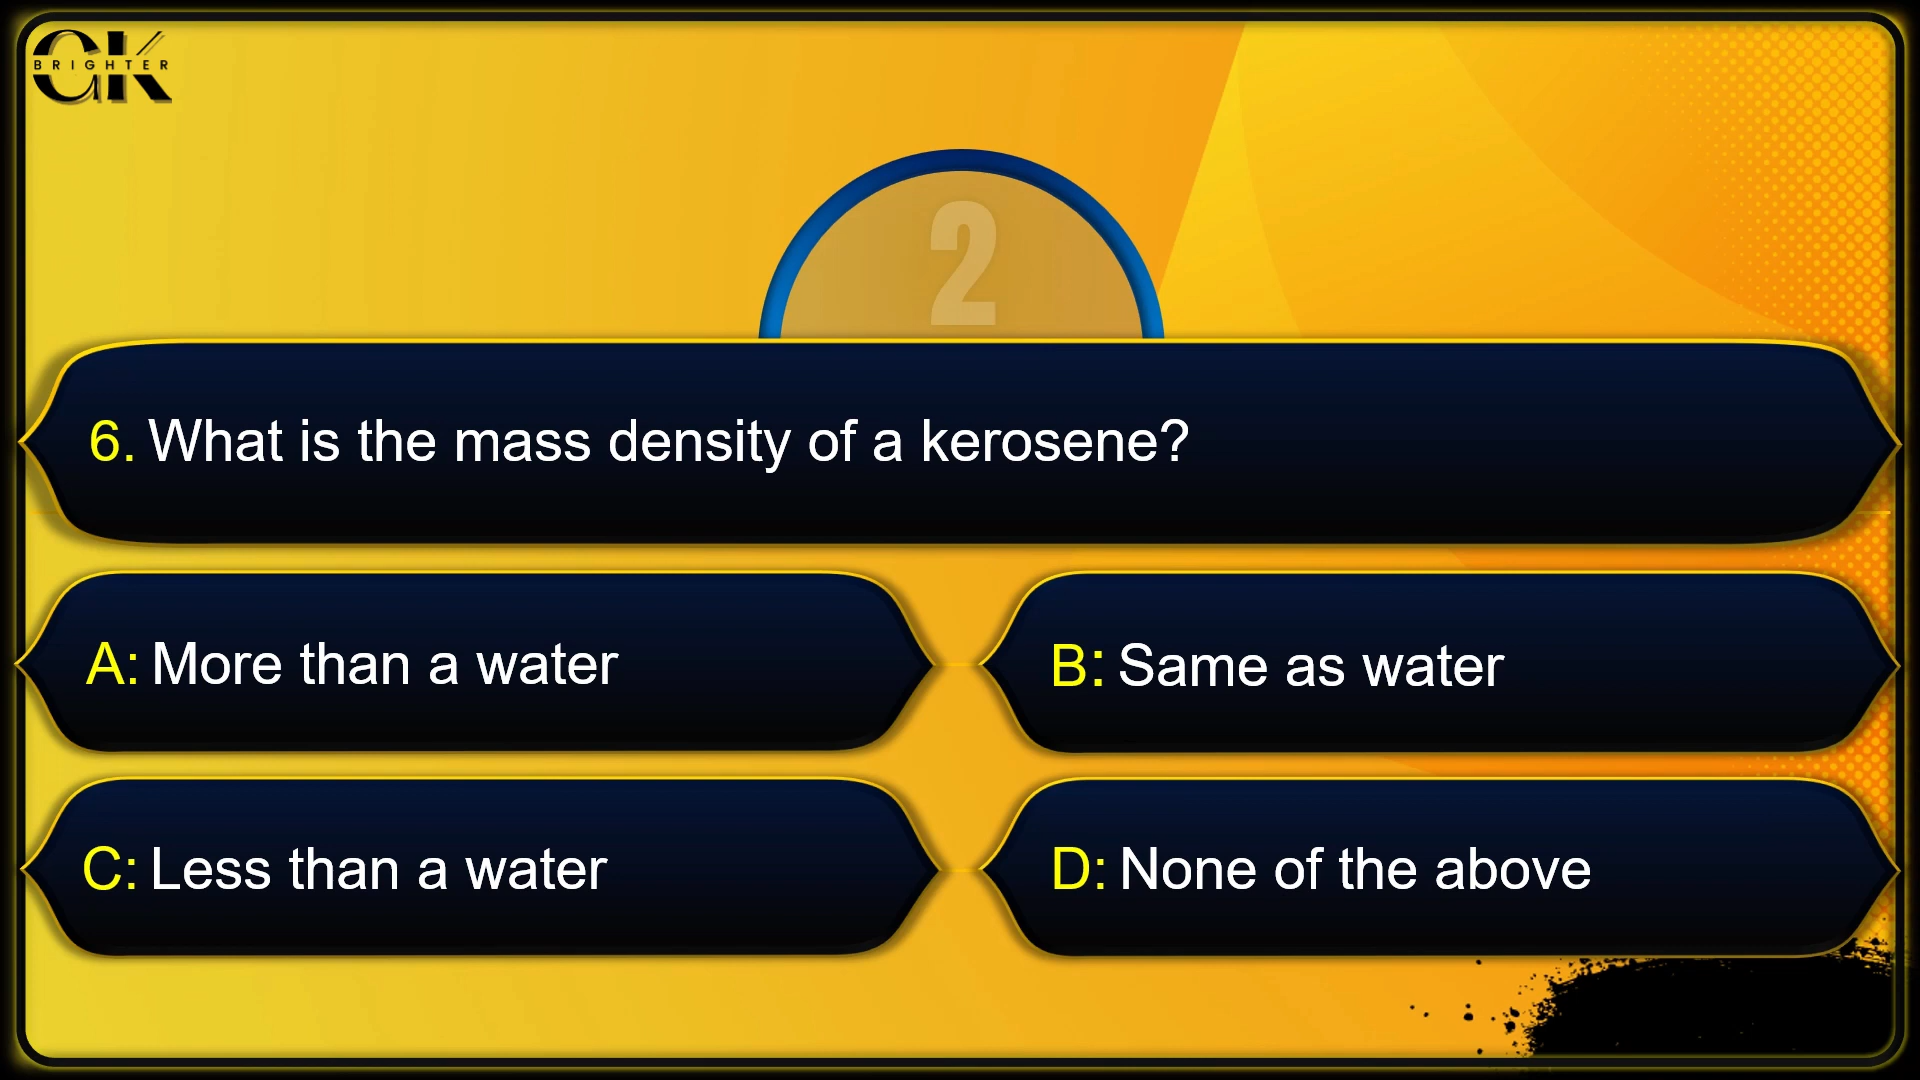 GK
BRIGHTER
2
6. What is the mass density of a kerosene?
A: More than a water
B: Same as water
C: Less than a water
D: None of the above